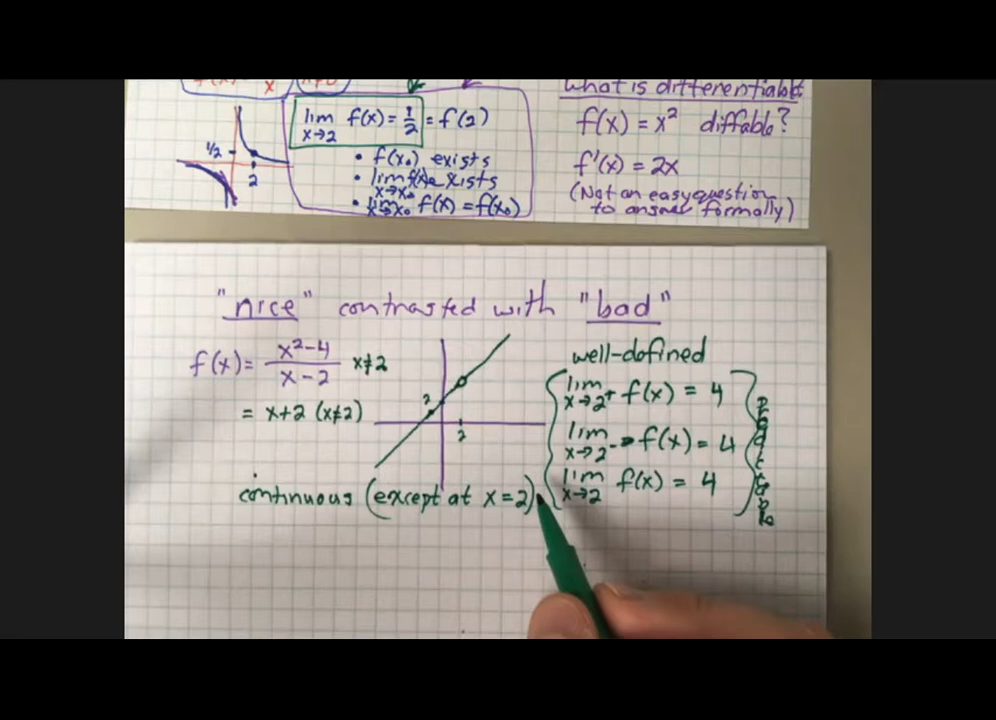 What is differentiable
f(x) = x² diffable?
f'(x) = 2x
(Not an easy question
to answer formally)
lim f(x) = 1/2 = f(2)
x→2
• f(x₀) exists
• lim f(x) exists
x→x₀
• lim f(x) = f(x₀)
x→x₀
1/2
2
"nice" contrasted with "bad"
f(x) = x²-4 / x-2 x≠2
= x+2 (x≠2)
2
2
continuous (except at x=2)
well-defined
lim f(x) = 4
x→2⁺
lim f(x) = 4
x→2⁻
lim f(x) = 4
x→2